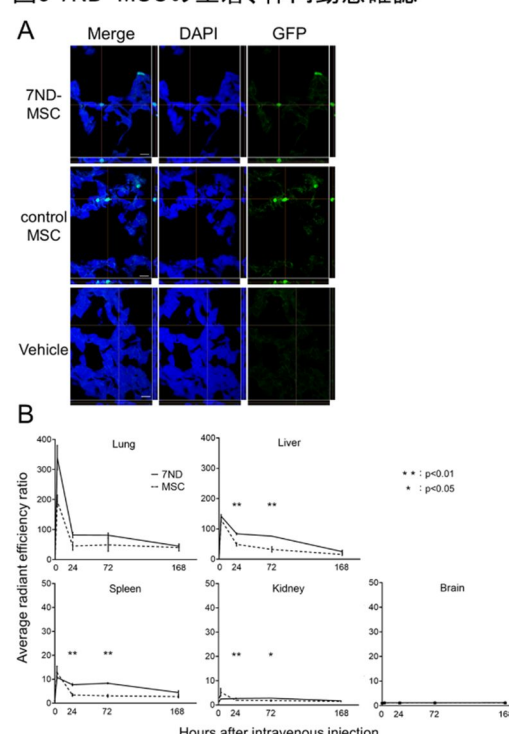 A
Merge DAPI GFP
7ND-
MSC
control
MSC
Vehicle
B
Average radiant efficiency ratio
Lung
400
300
200
100
0
0 24 72 168
7ND
MSC
Liver
400
300
200
100
0
0 24 72 168
** **
* * : p<0.01
* : p<0.05
Spleen
50
40
30
20
10
0
0 24 72 168
** **
Kidney
50
40
30
20
10
0
0 24 72 168
** *
Brain
50
40
30
20
10
0
0 24 72
Hours after intravenous injection